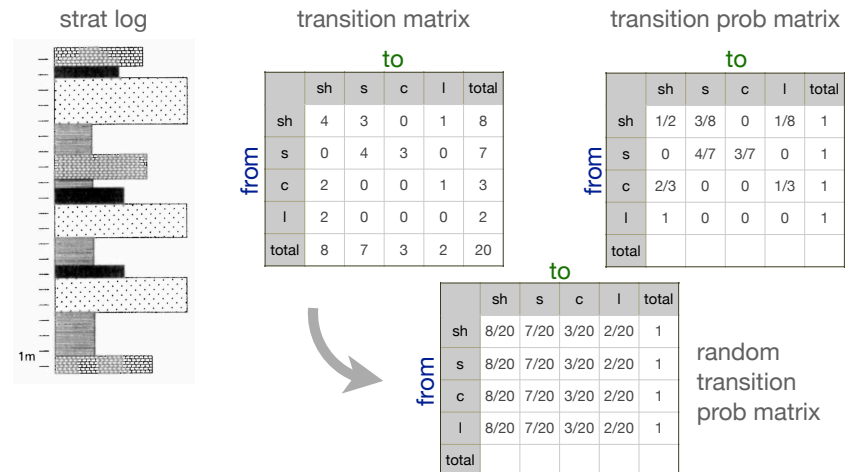 strat log
1m
transition matrix
to
from
sh s c l total
sh 4 3 0 1 8
s 0 4 3 0 7
c 2 0 0 1 3
l 2 0 0 0 2
total 8 7 3 2 20
transition prob matrix
to
from
sh s c l total
sh 1/2 3/8 0 1/8 1
s 0 4/7 3/7 0 1
c 2/3 0 0 1/3 1
l 1 0 0 0 1
total
to
from
sh s c l total
sh 8/20 7/20 3/20 2/20 1
s 8/20 7/20 3/20 2/20 1
c 8/20 7/20 3/20 2/20 1
l 8/20 7/20 3/20 2/20 1
total
random
transition
prob matrix